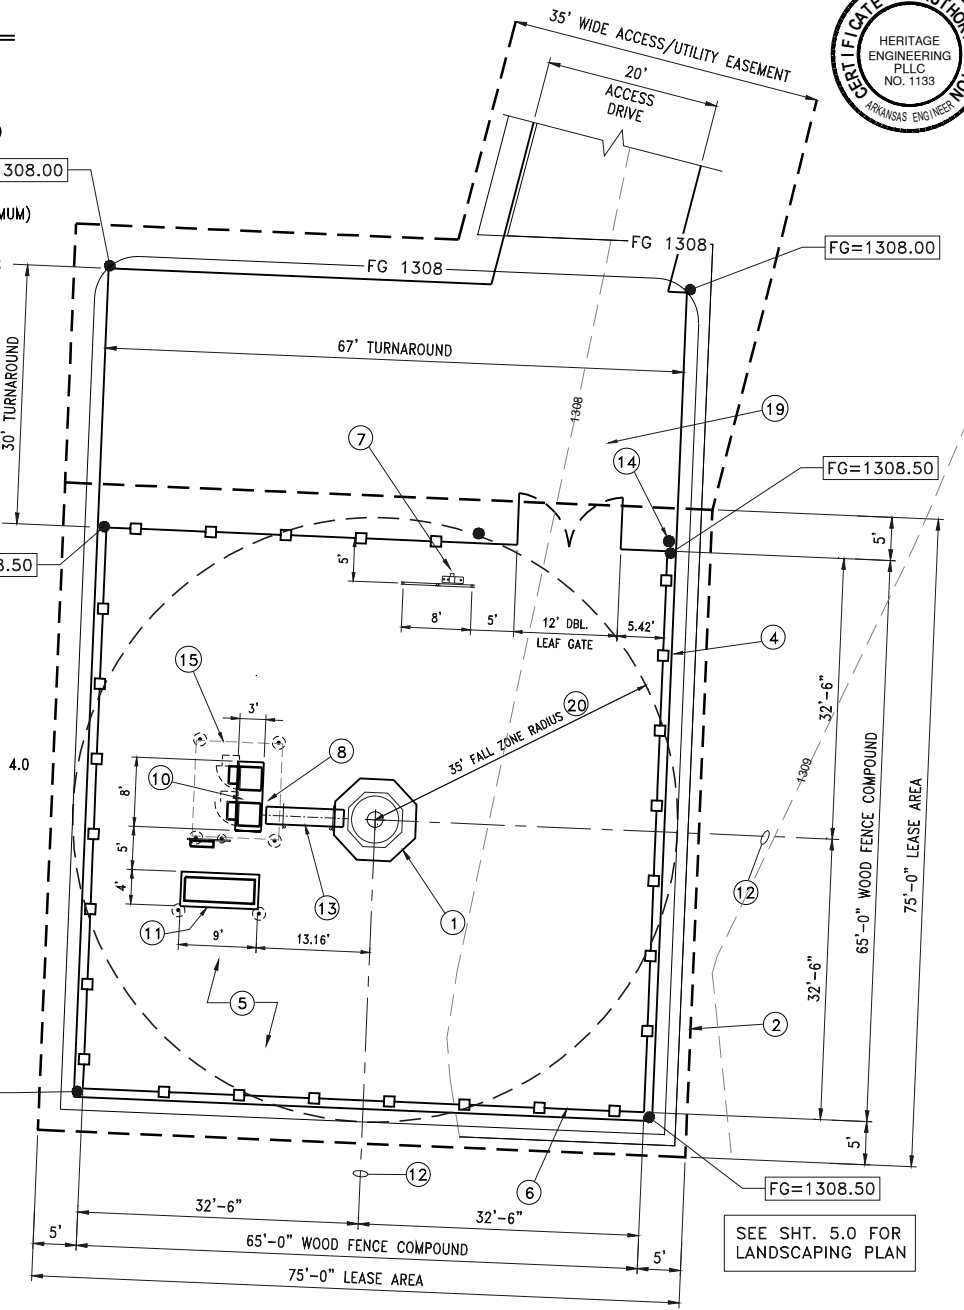 35' WIDE ACCESS/UTILITY EASEMENT
20'
ACCESS
DRIVE
CERTIFICATE
HERITAGE
ENGINEERING
PLLC
NO. 1133
ARKANSAS ENGINEER
308.00
MUM)
FG 1308
FG 1308
FG=1308.00
67' TURNAROUND
30' TURNAROUND
1308
19
7
14
FG=1308.50
8.50
5'
5'
8'
5'
12' DBL.
LEAF GATE
5.42'
4
15
3'
35' FALL ZONE RADIUS
20
32'-6"
4.0
10
8
8'
1309
65'-0" WOOD FENCE COMPOUND
75'-0" LEASE AREA
5'
4'
12
13
1
11
9'
13.16'
5
32'-6"
2
5'
12
6
FG=1308.50
32'-6"
32'-6"
5'
65'-0" WOOD FENCE COMPOUND
5'
75'-0" LEASE AREA
SEE SHT. 5.0 FOR
LANDSCAPING PLAN